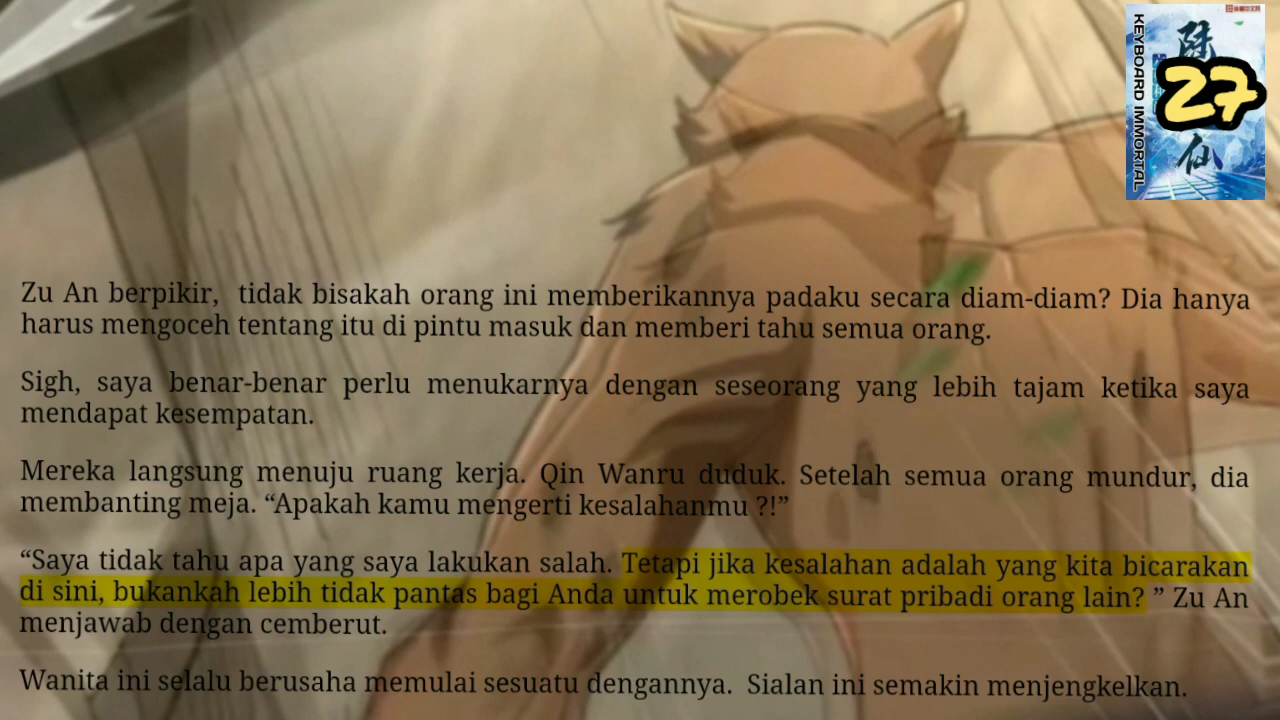 KEYBOARD IMMORTAL
陆
27
仙
Zu An berpikir,  tidak bisakah orang ini memberikannya padaku secara diam-diam? Dia hanya
harus mengoceh tentang itu di pintu masuk dan memberi tahu semua orang.
Sigh, saya benar-benar perlu menukarnya dengan seseorang yang lebih tajam ketika saya
mendapat kesempatan.
Mereka langsung menuju ruang kerja. Qin Wanru duduk. Setelah semua orang mundur, dia
membanting meja. “Apakah kamu mengerti kesalahanmu ?!”
“Saya tidak tahu apa yang saya lakukan salah. Tetapi jika kesalahan adalah yang kita bicarakan
di sini, bukankah lebih tidak pantas bagi Anda untuk merobek surat pribadi orang lain? ” Zu An
menjawab dengan cemberut.
Wanita ini selalu berusaha memulai sesuatu dengannya.  Sialan ini semakin menjengkelkan.